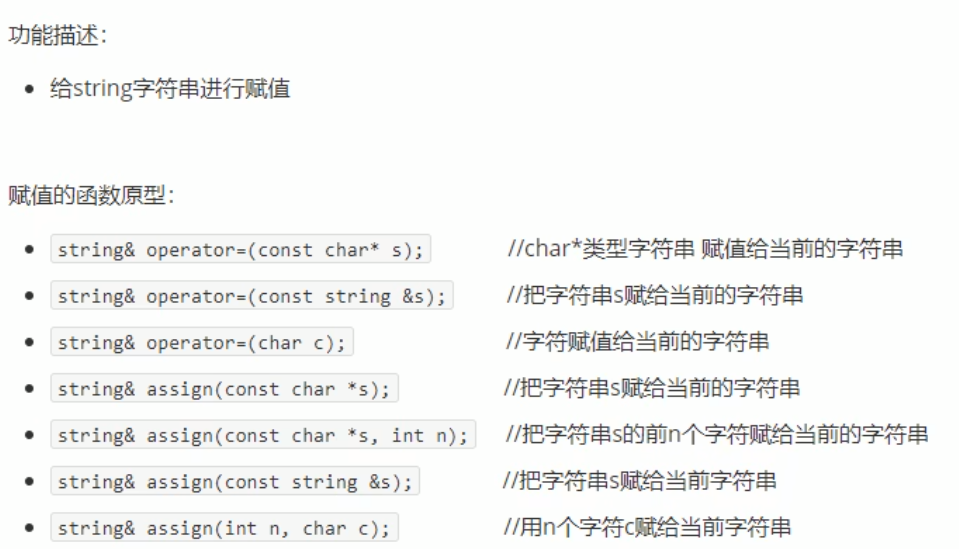 功能描述：
给string字符串进行赋值
赋值的函数原型：
string& operator=(const char* s); //char*类型字符串 赋值给当前的字符串
string& operator=(const string &s); //把字符串s赋给当前的字符串
string& operator=(char c); //字符赋值给当前的字符串
string& assign(const char *s); //把字符串s赋给当前的字符串
string& assign(const char *s, int n); //把字符串s的前n个字符赋给当前的字符串
string& assign(const string &s); //把字符串s赋给当前字符串
string& assign(int n, char c); //用n个字符c赋给当前字符串